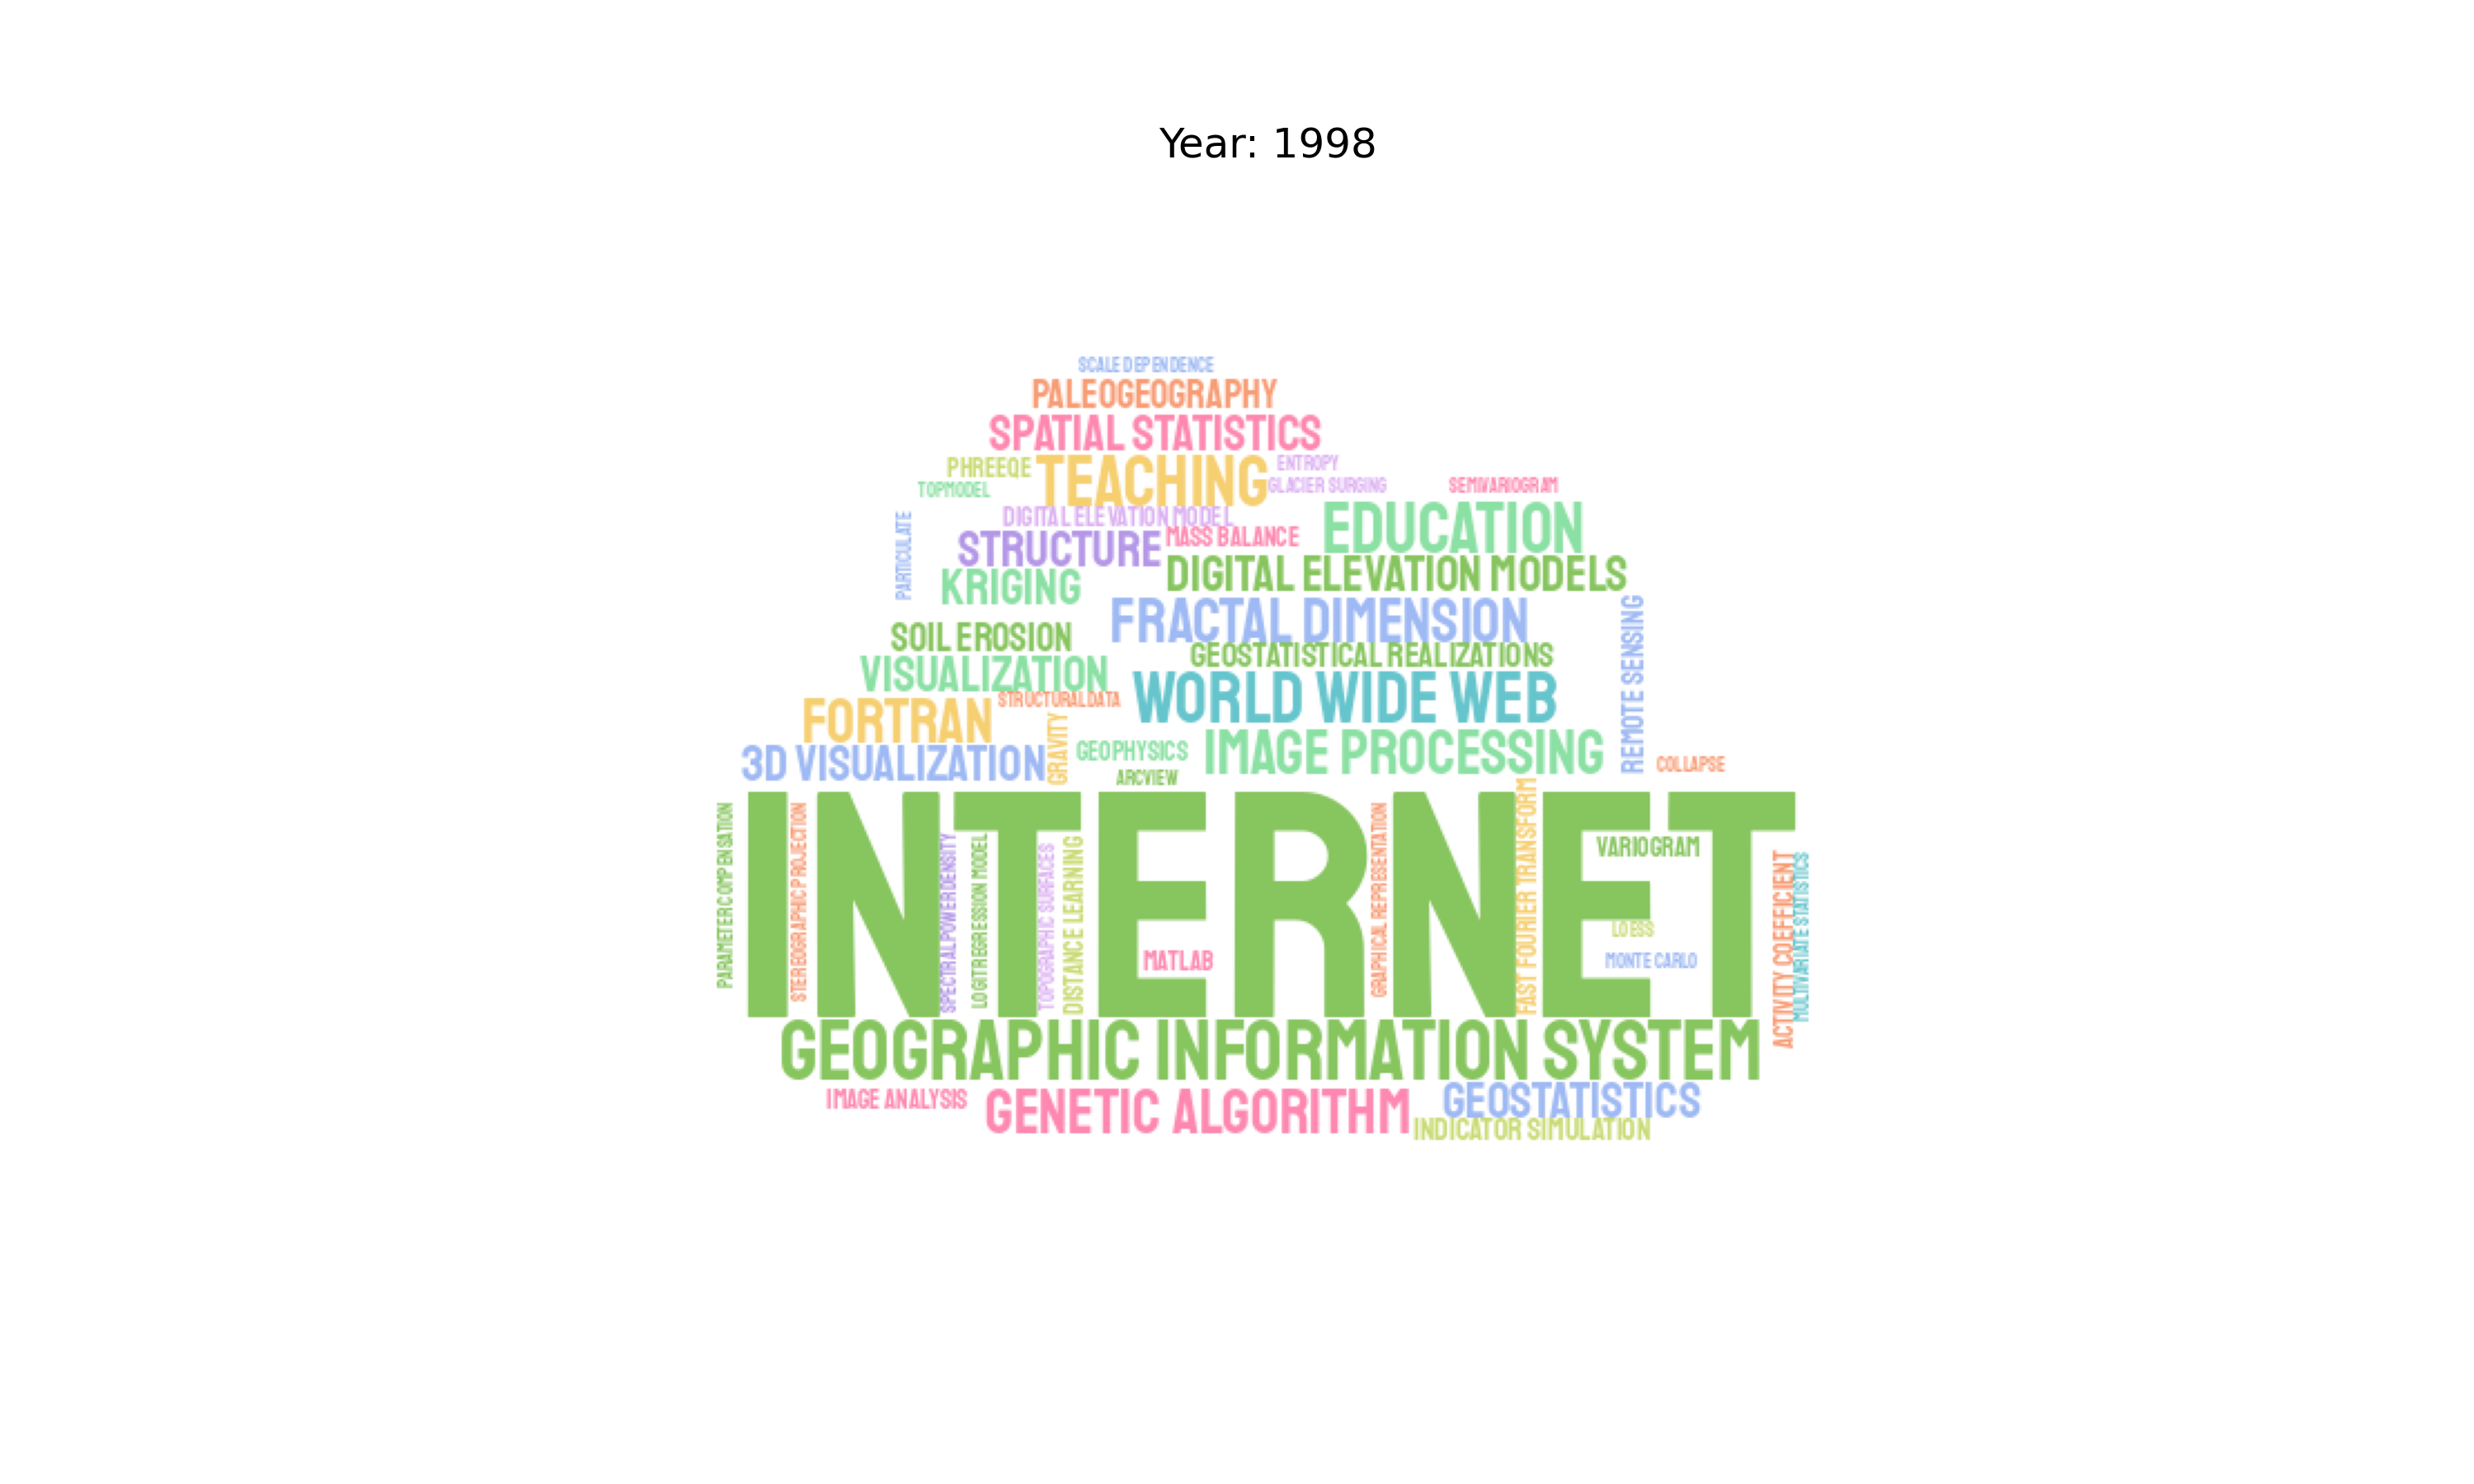 Year: 1998
SCALE DEPENDENCE
PALEOGEOGRAPHY
SPATIAL STATISTICS
PHREEQE
TEACHING
ENTROPY
TOPMODEL
GLACIER SURGING
SEMIVARIOGRAM
PARTICULATE
DIGITAL ELEVATION MODEL
EDUCATION
STRUCTURE
MASS BALANCE
KRIGING
DIGITAL ELEVATION MODELS
FRACTAL DIMENSION
REMOTE SENSING
SOIL EROSION
GEOSTATISTICAL REALIZATIONS
VISUALIZATION
STRUCTURAL DATA
WORLD WIDE WEB
FORTRAN
GRAVITY
GEOPHYSICS
IMAGE PROCESSING
3D VISUALIZATION
ARCVIEW
COLLAPSE
INTERNET
PARAMETER COMPENSATION
STEREOGRAPHIC PROJECTION
SPECTRAL POWER DENSITY
LOGIT REGRESSION MODEL
TOPOGRAPHIC SURFACES
DISTANCE LEARNING
MATLAB
GRAPHICAL REPRESENTATION
FAST FOURIER TRANSFORM
VARIOGRAM
LOESS
MONTE CARLO
ACTIVITY COEFFICIENT
MULTIVARIATE STATISTICS
GEOGRAPHIC INFORMATION SYSTEM
IMAGE ANALYSIS
GENETIC ALGORITHM
GEOSTATISTICS
INDICATOR SIMULATION